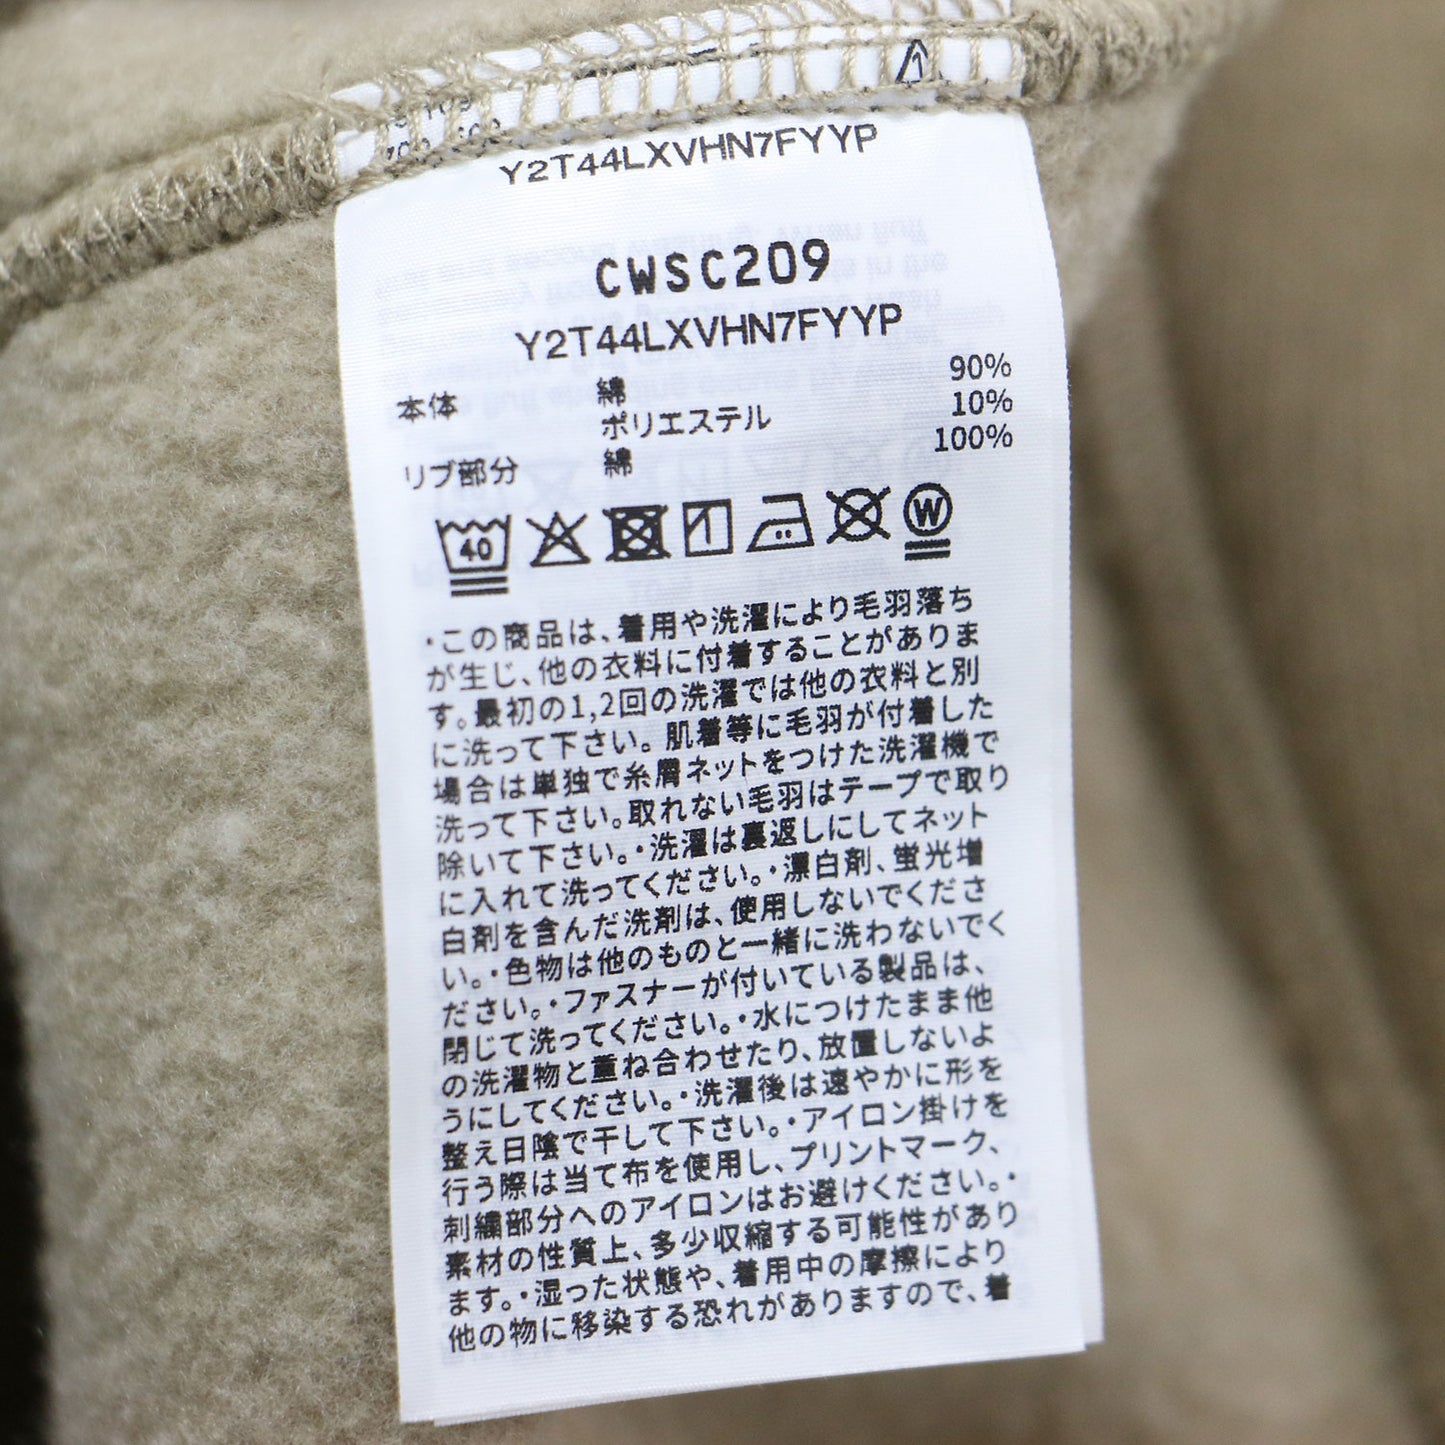 Y2T44LXVHN7FYYP
CWSC209
Y2T44LXVHN7FYYP
本体 綿 90%
ポリエステル 10%
リブ部分 綿 100%
40 W
・この商品は、着用や洗濯により毛羽落ち
が生じ、他の衣料に付着することがありま
す。最初の1,2回の洗濯では他の衣料と別
に洗って下さい。肌着等に毛羽が付着した
場合は単独で糸屑ネットをつけた洗濯機で
洗って下さい。取れない毛羽はテープで取り
除いて下さい。・洗濯は裏返しにしてネット
に入れて洗ってください。・漂白剤、蛍光増
白剤を含んだ洗剤は、使用しないでくださ
い。・色物は他のものと一緒に洗わないでく
ださい。・ファスナーが付いている製品は、
閉じて洗ってください。・水につけたまま他
の洗濯物と重ね合わせたり、放置しないよ
うにしてください。・洗濯後は速やかに形を
整え日陰で干して下さい。・アイロン掛けを
行う際は当て布を使用し、プリントマーク、
刺繍部分へのアイロンはお避けください。・
素材の性質上、多少収縮する可能性があり
ます。・湿った状態や、着用中の摩擦により
他の物に移染する恐れがありますので、着